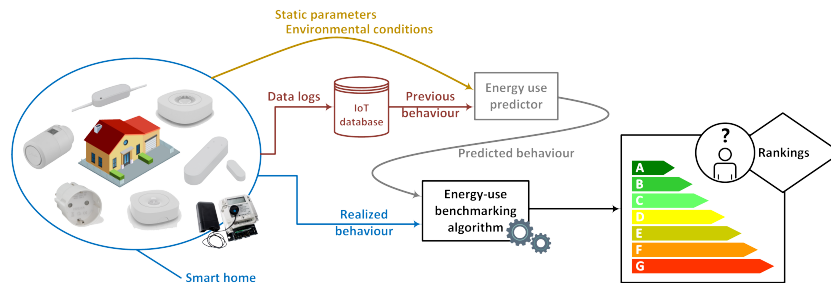 Static parameters
Environmental conditions
Data logs
IoT
database
Previous
behaviour
Energy use
predictor
Predicted behaviour
Realized
behaviour
Energy-use
benchmarking
algorithm
Smart home
?
Rankings
A
B
C
D
E
F
G